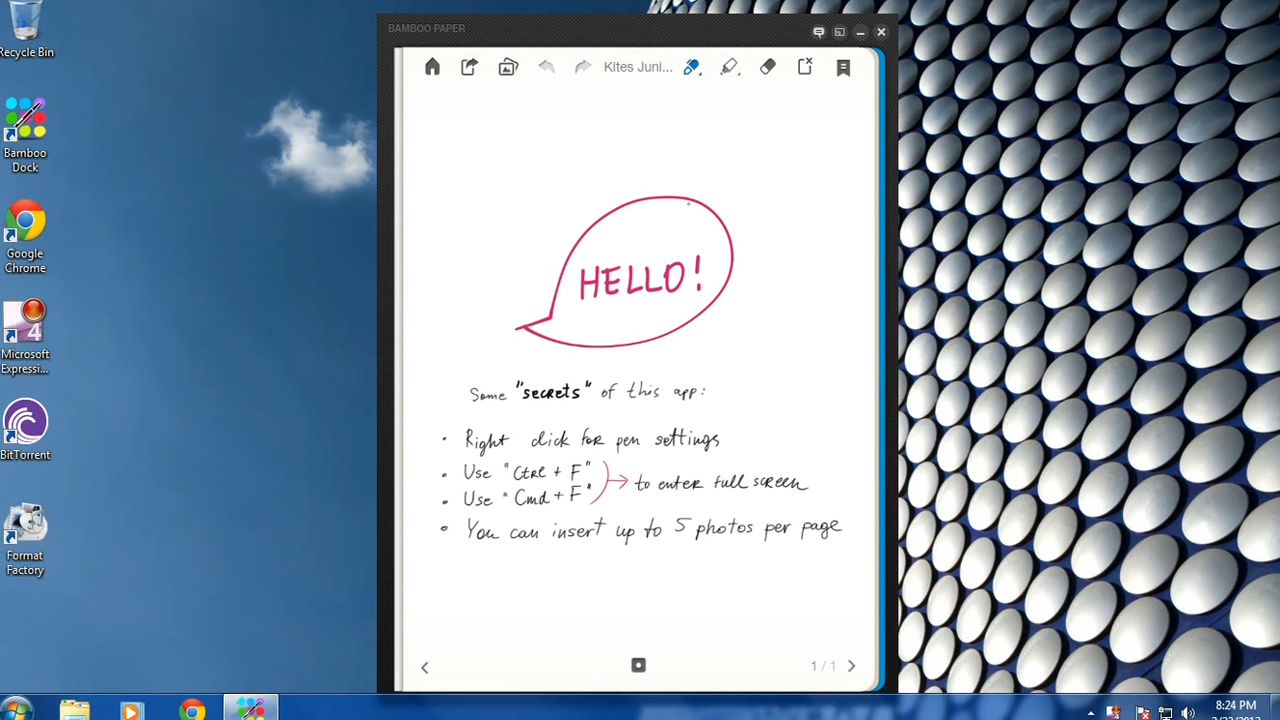 Recycle Bin
Bamboo
Dock
Google
Chrome
4
Microsoft
Expressi...
BitTorrent
Format
Factory
BAMBOO PAPER
Kites Juni...
HELLO!
Some "secrets" of this app:
· Right click for pen settings
· Use "Ctrl + F"
· Use "Cmd + F"
to enter full screen
· You can insert up to 5 photos per page
1 / 1
8:24 PM